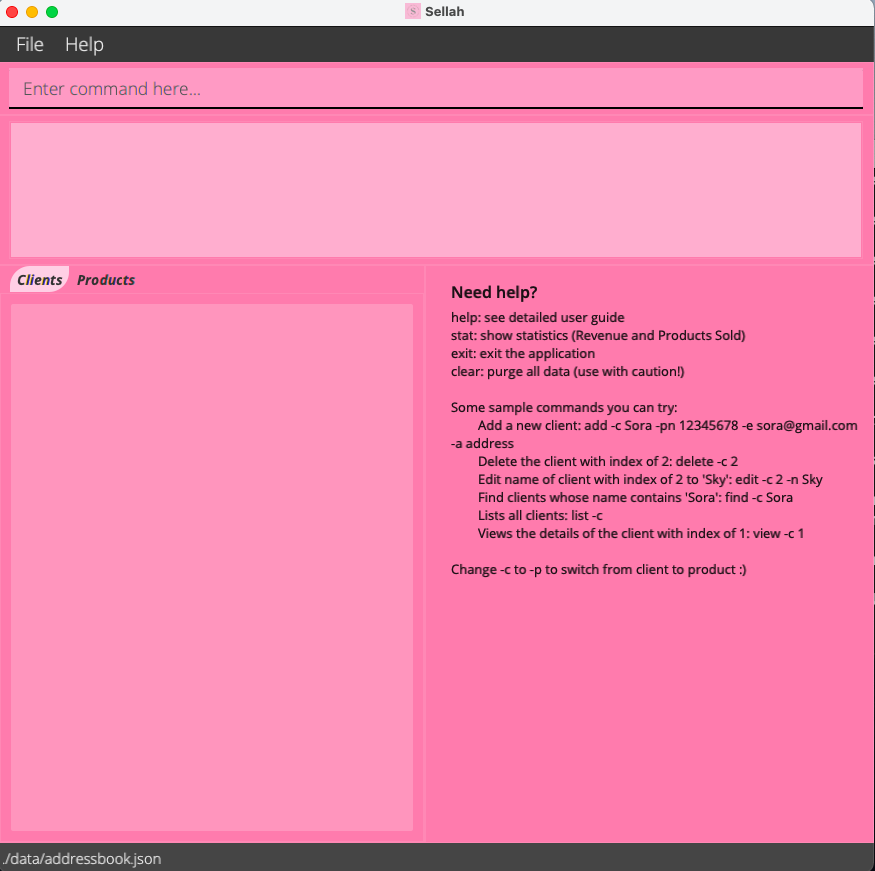 S Sellah
File Help
Enter command here...
Clients Products
Need help?
help: see detailed user guide
stat: show statistics (Revenue and Products Sold)
exit: exit the application
clear: purge all data (use with caution!)
Some sample commands you can try:
Add a new client: add -c Sora -pn 12345678 -e sora@gmail.com
-a address
Delete the client with index of 2: delete -c 2
Edit name of client with index of 2 to 'Sky': edit -c 2 -n Sky
Find clients whose name contains 'Sora': find -c Sora
Lists all clients: list -c
Views the details of the client with index of 1: view -c 1
Change -c to -p to switch from client to product :)
./data/addressbook.json